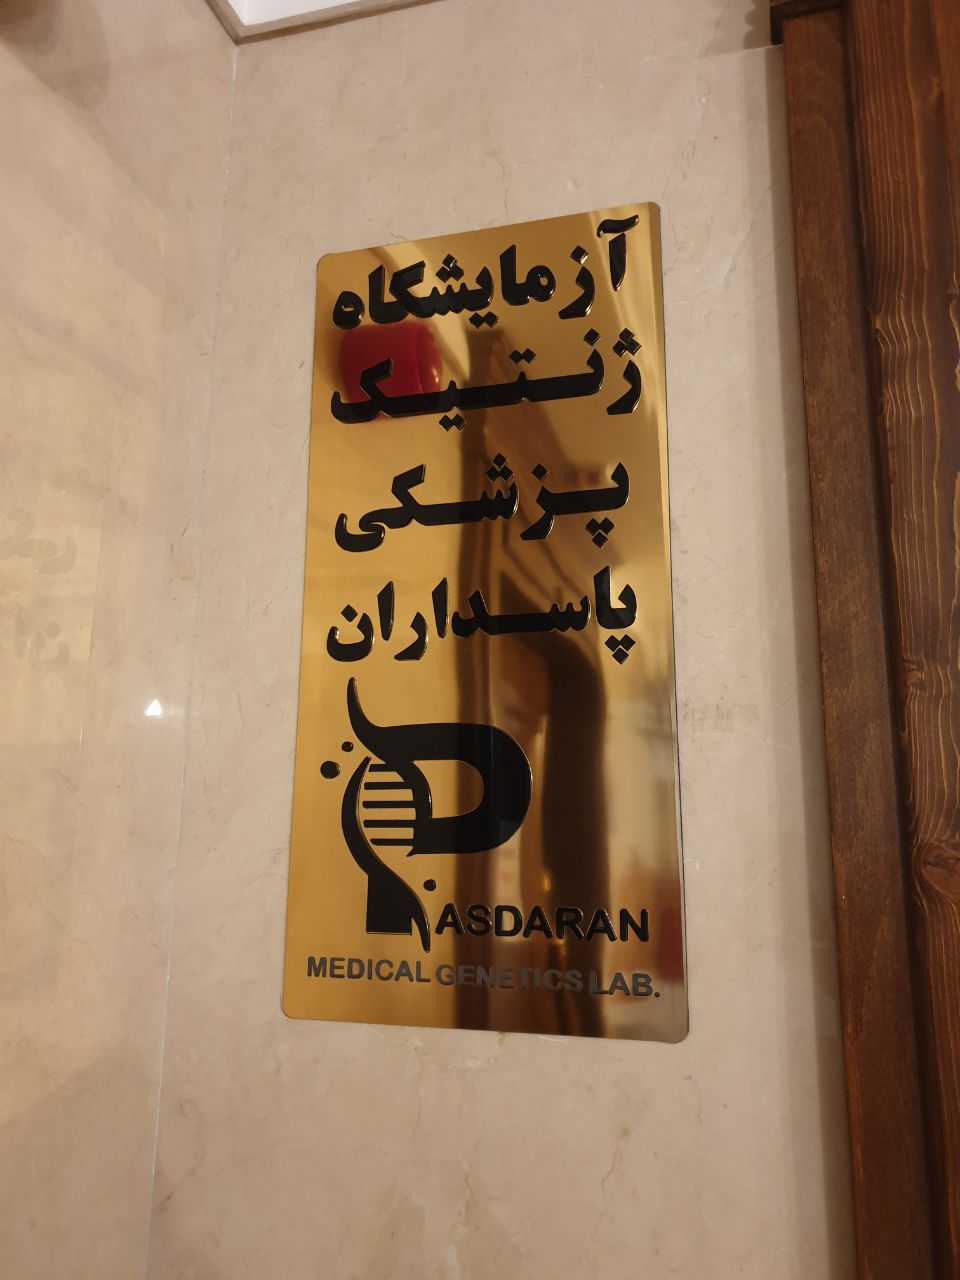 آزمایشگاه
ژنتیک
پزشکی
پاسداران
PASDARAN
MEDICAL GENETICS LAB.